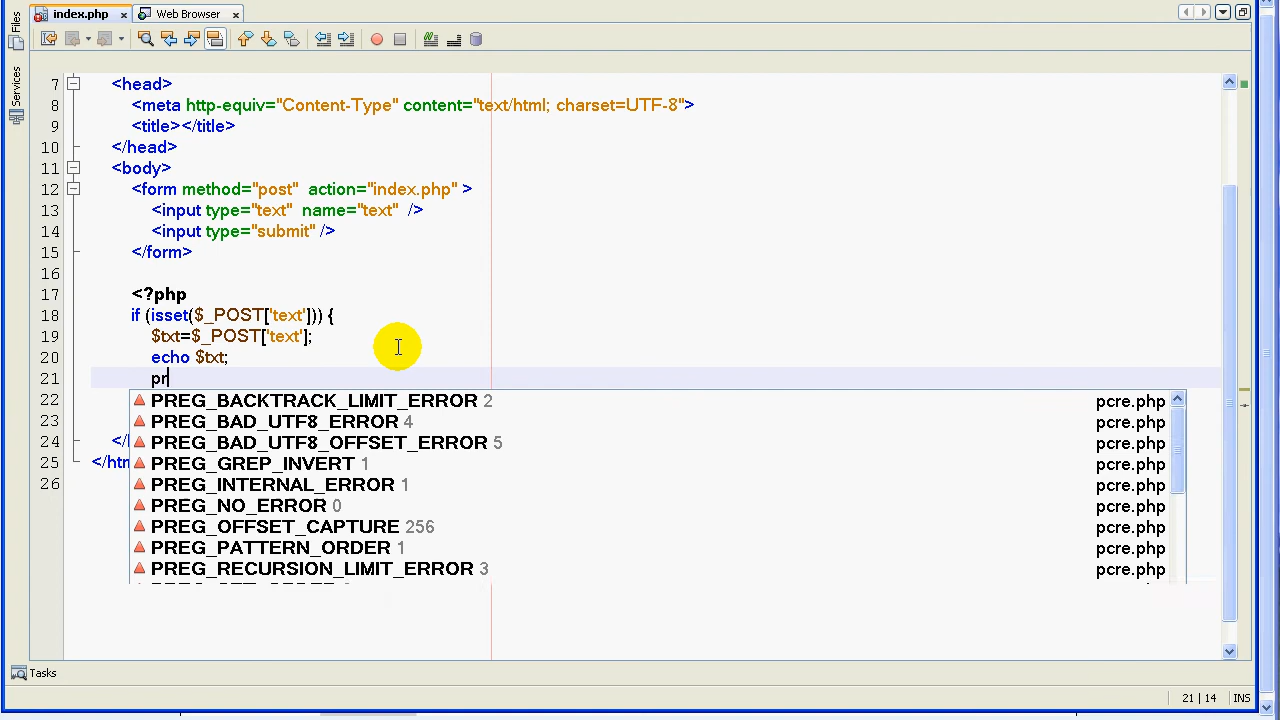 index.php
Web Browser
Files
Services
7 <head>
8 <meta http-equiv="Content-Type" content="text/html; charset=UTF-8">
9 <title></title>
10 </head>
11 <body>
12 <form method="post" action="index.php" >
13 <input type="text" name="text" />
14 <input type="submit" />
15 </form>
16
17 <?php
18 if (isset($_POST['text'])) {
19 $txt=$_POST['text'];
20 echo $txt;
21 pr
22 PREG_BACKTRACK_LIMIT_ERROR 2 pcre.php
23 PREG_BAD_UTF8_ERROR 4 pcre.php
24 </ PREG_BAD_UTF8_OFFSET_ERROR 5 pcre.php
25 </htm PREG_GREP_INVERT 1 pcre.php
26 PREG_INTERNAL_ERROR 1 pcre.php
PREG_NO_ERROR 0 pcre.php
PREG_OFFSET_CAPTURE 256 pcre.php
PREG_PATTERN_ORDER 1 pcre.php
PREG_RECURSION_LIMIT_ERROR 3 pcre.php
Tasks
21 | 14 INS